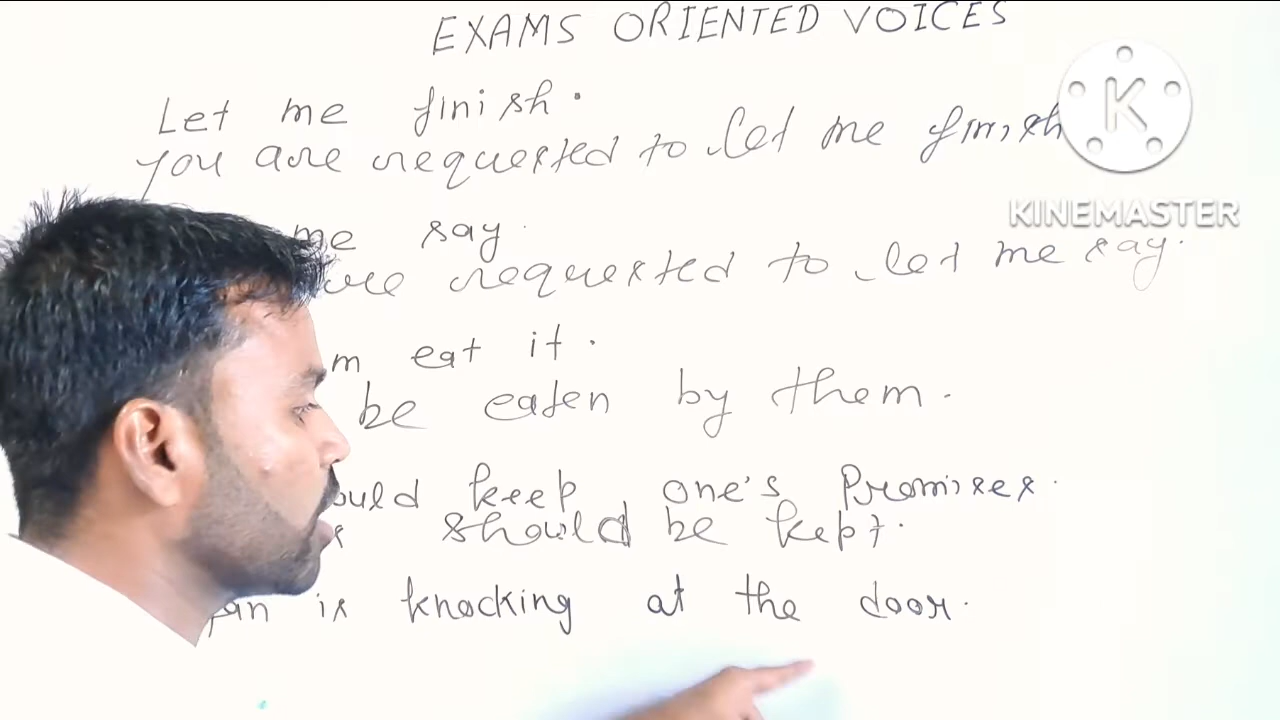 EXAMS ORIENTED VOICES
Let me finish.
you are requested to let me finish
KINEMASTER
me say.
requested to let me say.
eat it.
be eaten by them.
keep one's Promises.
should be kept.
is knocking at the door.